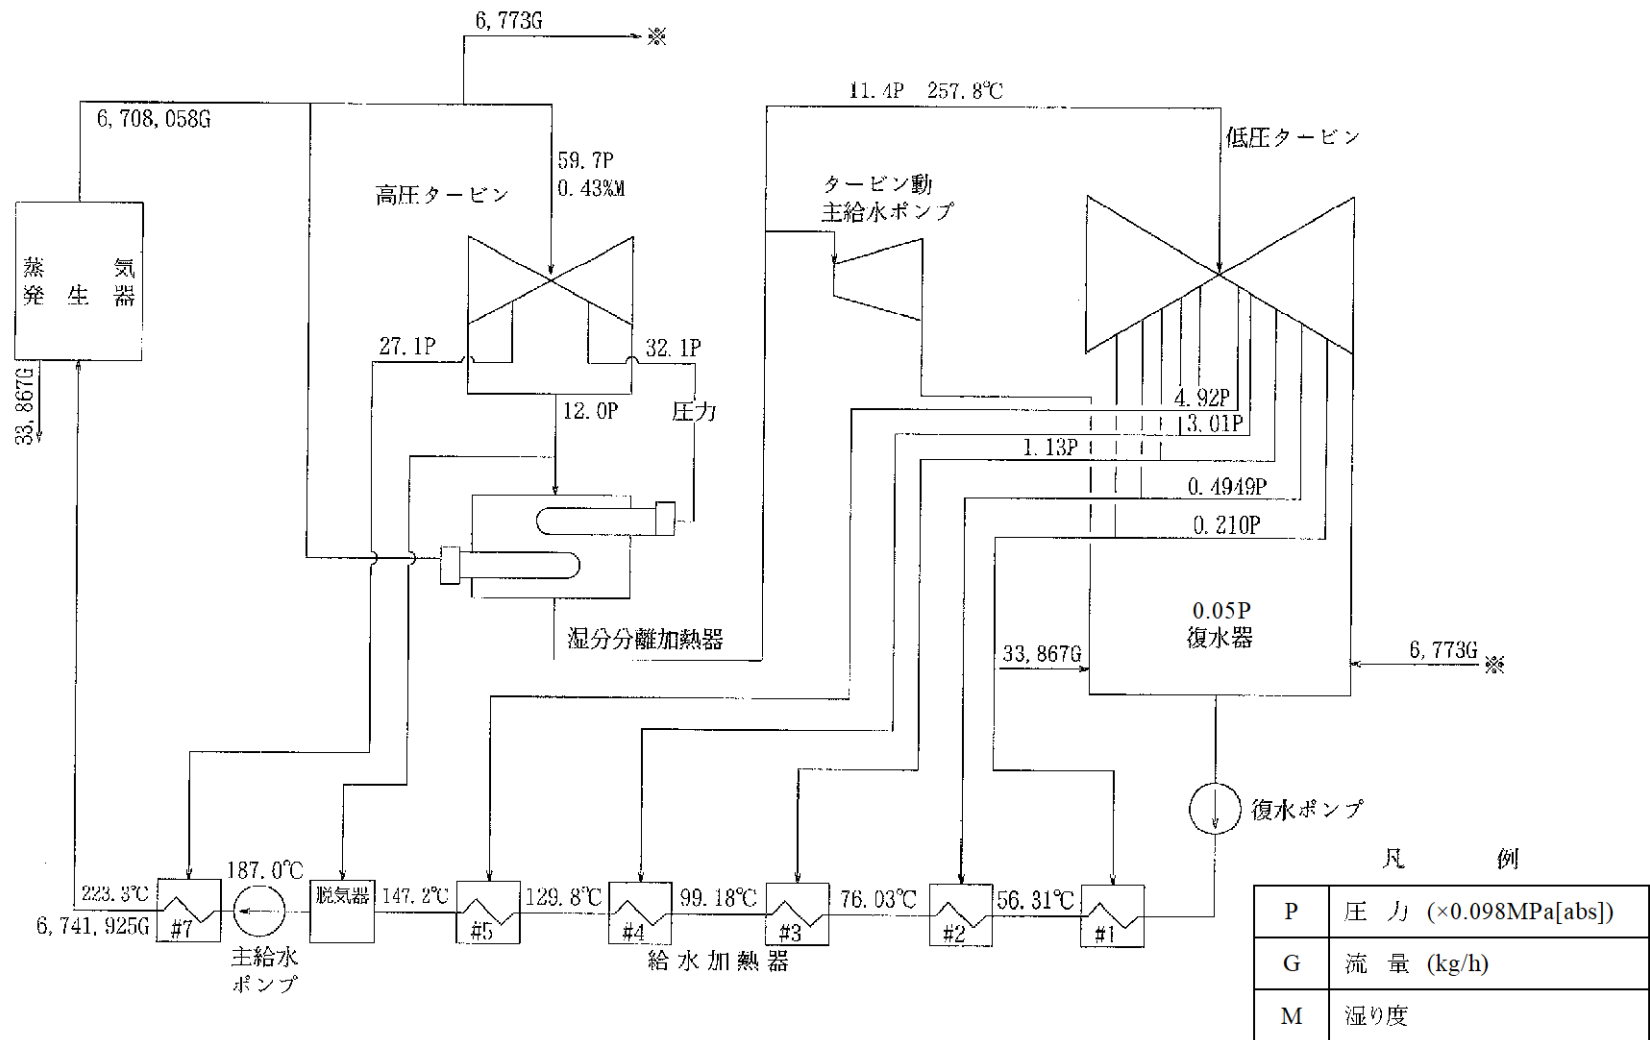 6,773G
※
6,708,058G
11.4P 257.8℃
低圧タービン
59.7P
0.43%M
高圧タービン
タービン動
主給水ポンプ
蒸気
発生器
27.1P
32.1P
33,867G
12.0P
圧力
4.92P
3.01P
1.13P
0.4949P
0.210P
0.05P
復水器
湿分分離加熱器
33,867G
6,773G
※
復水ポンプ
223.3℃
187.0℃
脱気器
147.2℃
129.8℃
99.18℃
76.03℃
56.31℃
6,741,925G
#7
#5
#4
#3
#2
#1
主給水
ポンプ
給水加熱器
凡例
P 圧力 (×0.098MPa[abs])
G 流量 (kg/h)
M 湿り度